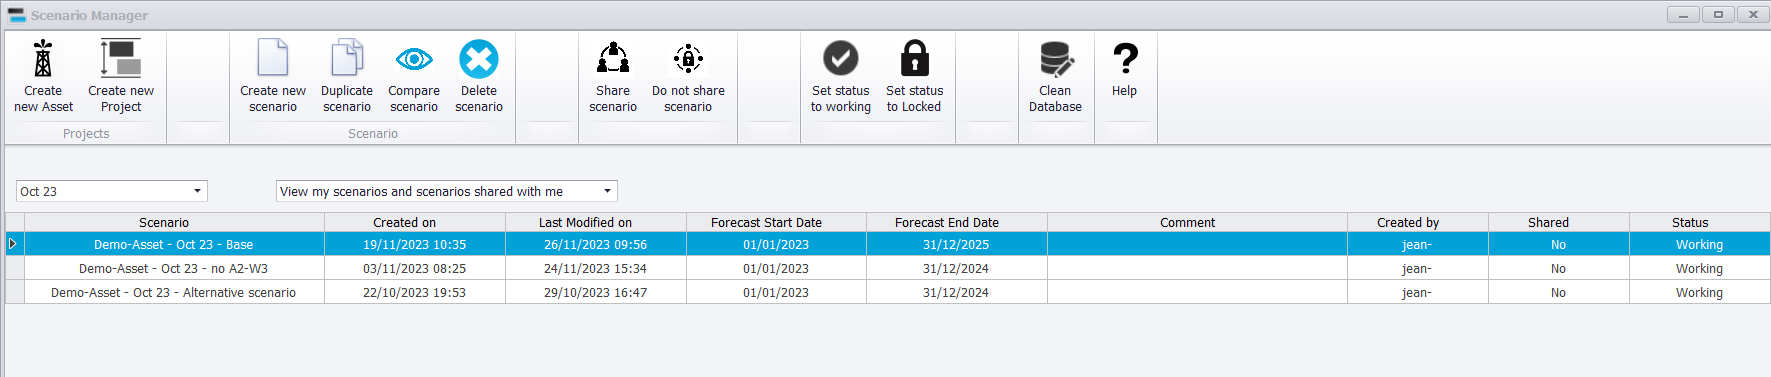 Scenario Manager
Create new Asset
Create new Project
Create new scenario
Duplicate scenario
Compare scenario
Delete scenario
Share scenario
Do not share scenario
Set status to working
Set status to Locked
Clean Database
Help
Projects
Scenario
Oct 23
View my scenarios and scenarios shared with me
Scenario Created on Last Modified on Forecast Start Date Forecast End Date Comment Created by Shared Status
Demo-Asset - Oct 23 - Base 19/11/2023 10:35 26/11/2023 09:56 01/01/2023 31/12/2025 jean- No Working
Demo-Asset - Oct 23 - no A2-W3 03/11/2023 08:25 24/11/2023 15:34 01/01/2023 31/12/2024 jean- No Working
Demo-Asset - Oct 23 - Alternative scenario 22/10/2023 19:53 29/10/2023 16:47 01/01/2023 31/12/2024 jean- No Working